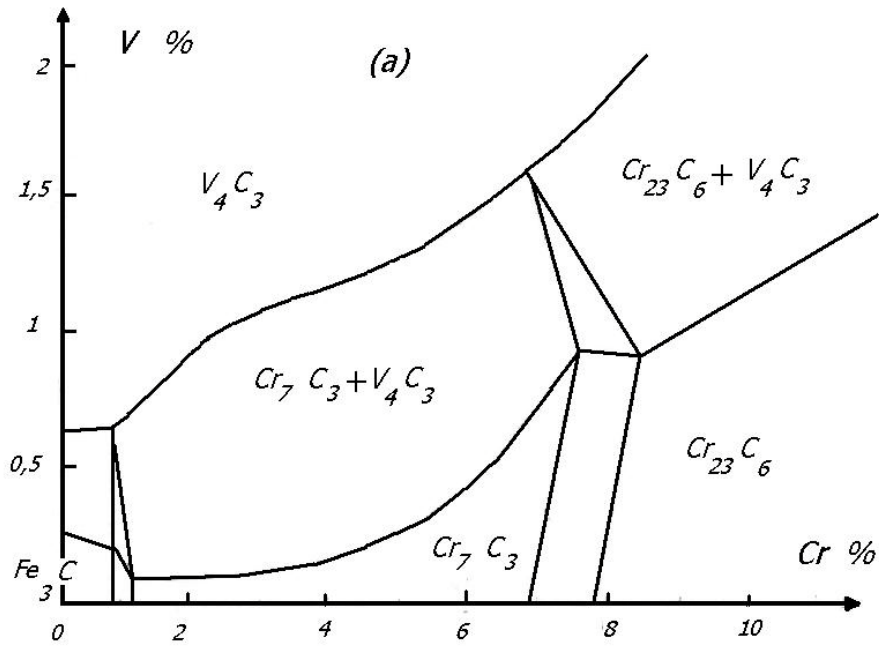 V %
(a)
2
V₄C₃
Cr₂₃C₆ + V₄C₃
1,5
1
Cr₇ C₃ + V₄C₃
0,5
Cr₂₃C₆
Cr₇ C₃
Cr %
Fe₃C
0 2 4 6 8 10